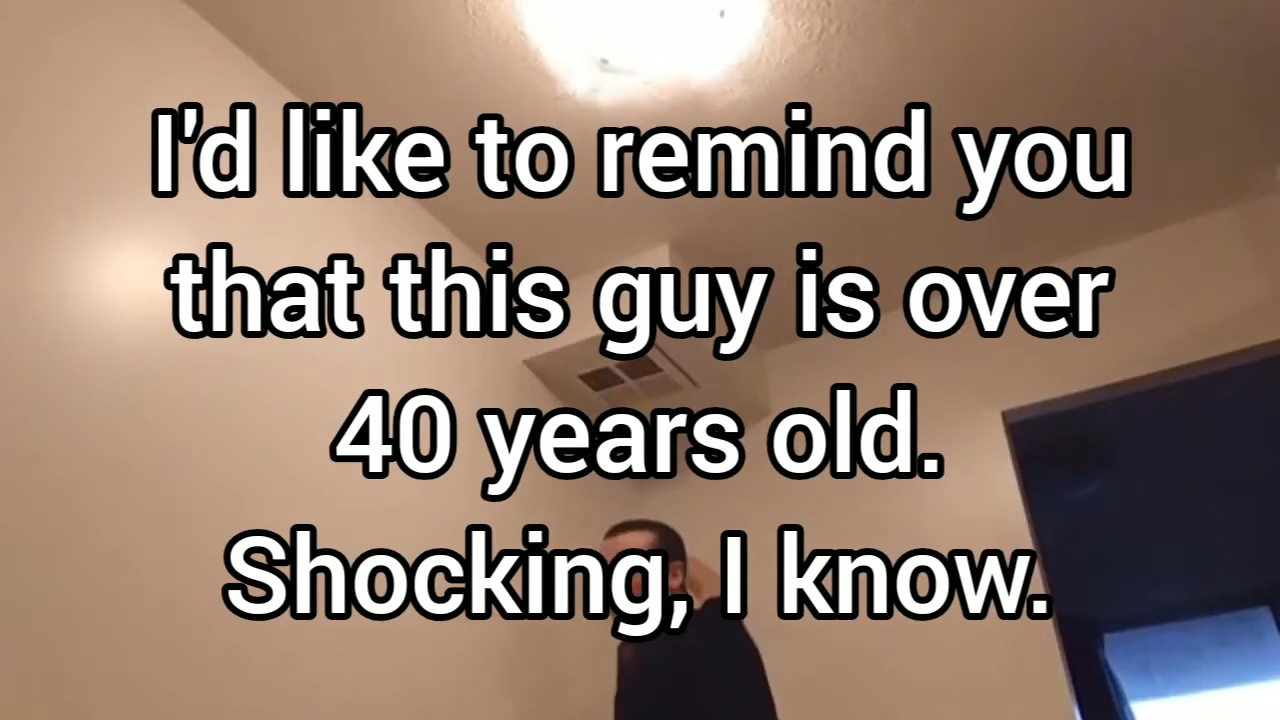 I'd like to remind you
that this guy is over
40 years old.
Shocking, I know.